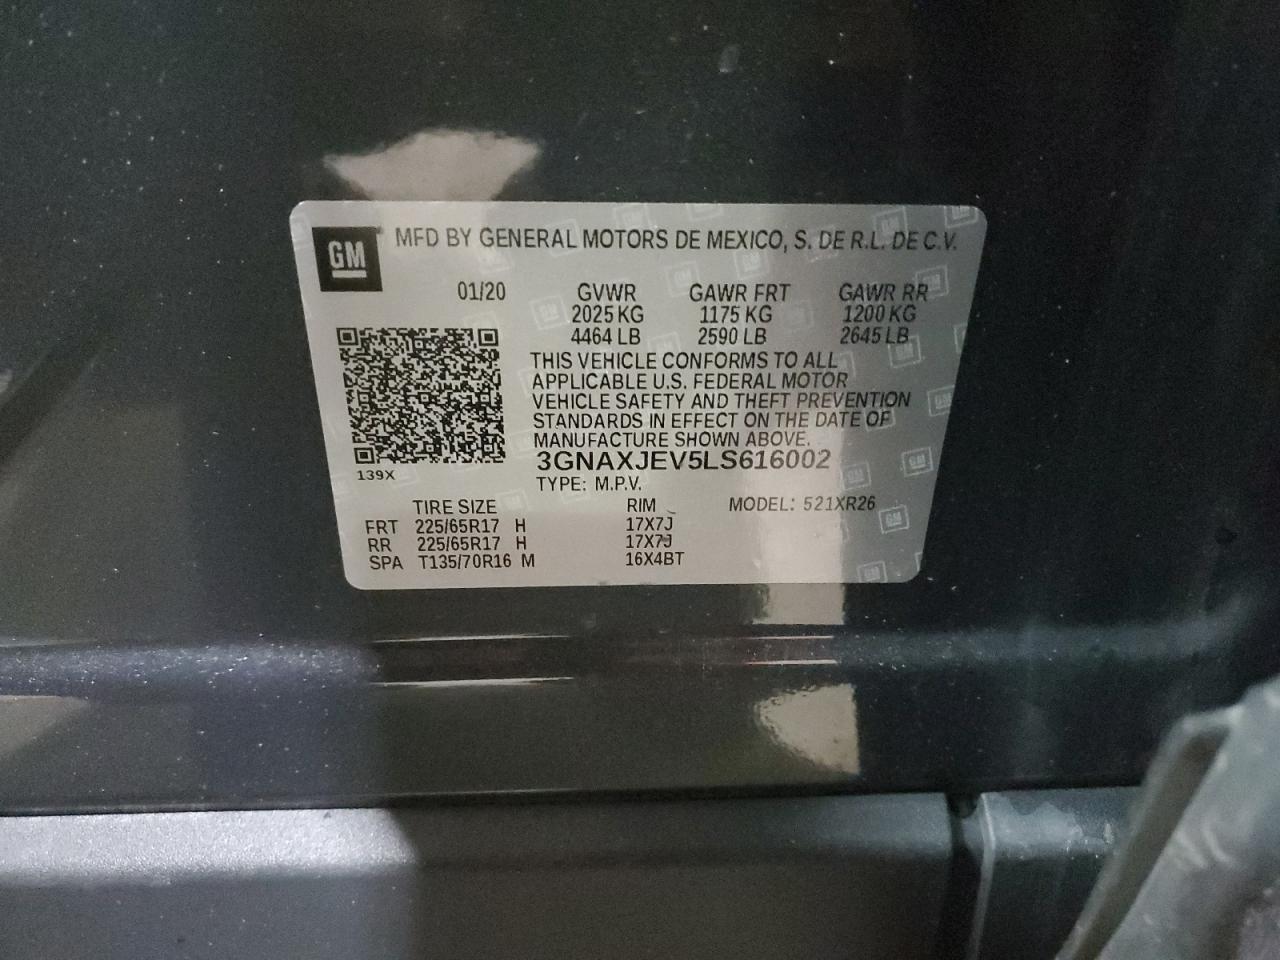 GM MFD BY GENERAL MOTORS DE MEXICO, S. DE R.L. DE C.V.
01/20 GVWR GAWR FRT GAWR RR
2025 KG 1175 KG 1200 KG
4464 LB 2590 LB 2645 LB
THIS VEHICLE CONFORMS TO ALL
APPLICABLE U.S. FEDERAL MOTOR
VEHICLE SAFETY AND THEFT PREVENTION
STANDARDS IN EFFECT ON THE DATE OF
MANUFACTURE SHOWN ABOVE.
3GNAXJEV5LS616002
139X
TYPE: M.P.V.
TIRE SIZE RIM MODEL: 521XR26
FRT 225/65R17 H 17X7J
RR 225/65R17 H 17X7J
SPA T135/70R16 M 16X4BT